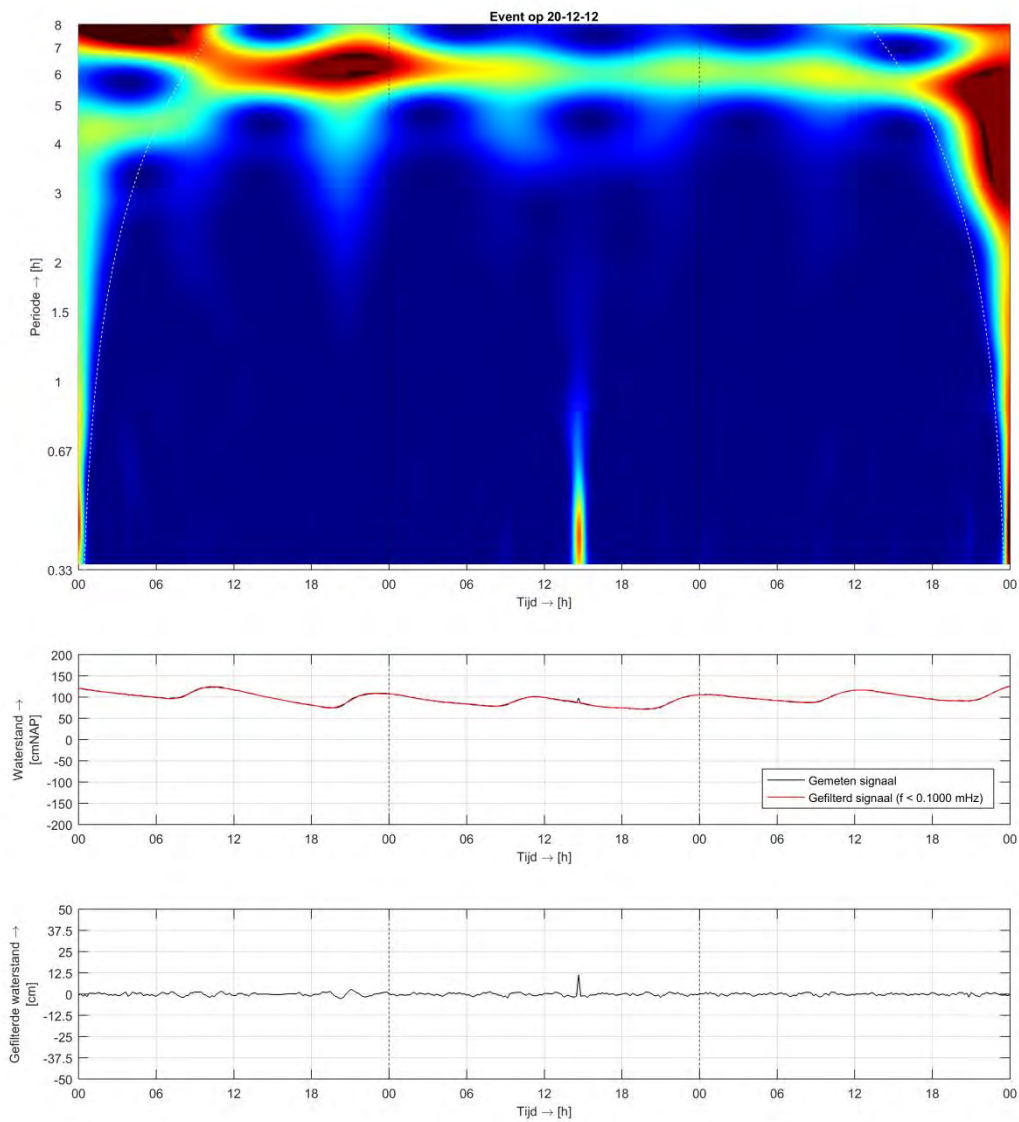 Event op 20-12-12
8
7
6
5
4
3
2
1.5
1
0.67
0.33
Periode → [h]
00 06 12 18 00 06 12 18 00 06 12 18 00
Tijd → [h]
200
150
100
50
0
-50
-100
-150
-200
Waterstand →
[cmNAP]
Gemeten signaal
Gefilterd signaal (f < 0.1000 mHz)
00 06 12 18 00 06 12 18 00 06 12 18 00
Tijd → [h]
50
37.5
25
12.5
0
-12.5
-25
-37.5
-50
Gefilterde waterstand →
[cm]
00 06 12 18 00 06 12 18 00 06 12 18 00
Tijd → [h]